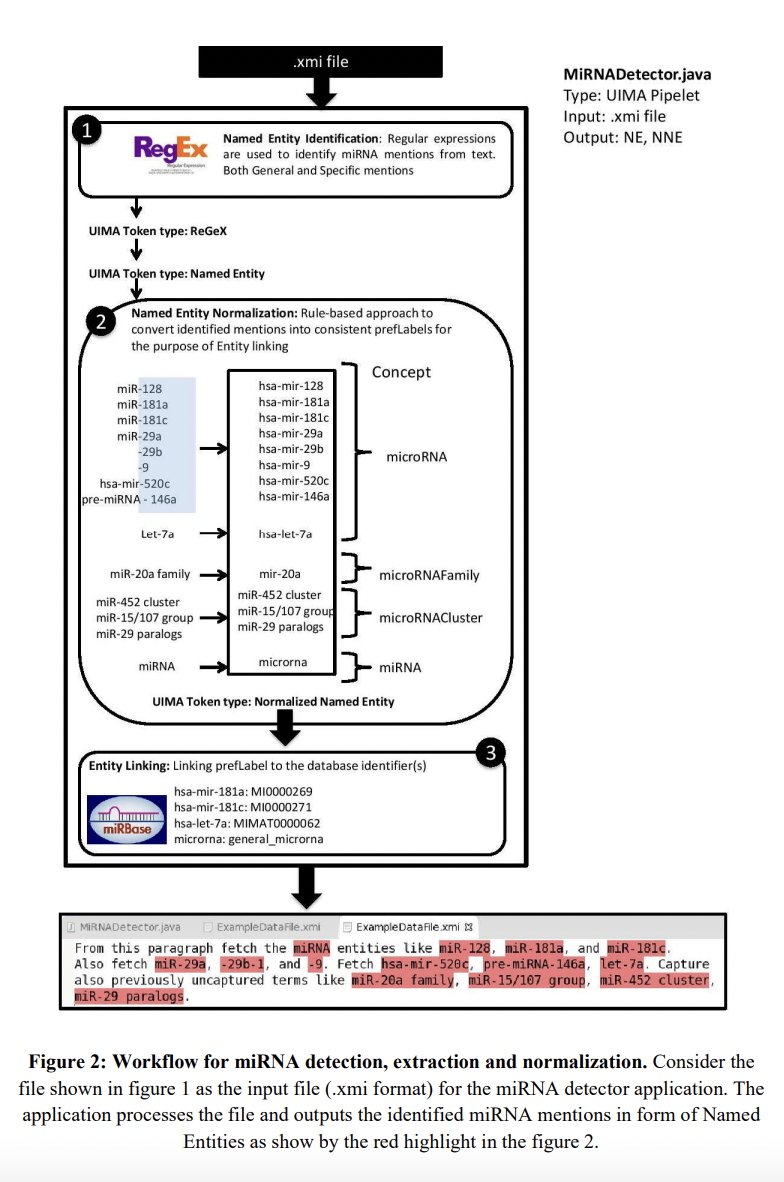 .xmi file
MiRNADetector.java
Type: UIMA Pipelet
Input: .xmi file
Output: NE, NNE
1
RegEx
Regular Expression
Named Entity Identification: Regular expressions
are used to identify miRNA mentions from text.
Both General and Specific mentions
UIMA Token type: ReGeX
UIMA Token type: Named Entity
2
Named Entity Normalization: Rule-based approach to
convert identified mentions into consistent prefLabels for
the purpose of Entity linking
Concept
miR-128
miR-181a
miR-181c
miR-29a
-29b
-9
hsa-mir-520c
pre-miRNA - 146a
hsa-mir-128
hsa-mir-181a
hsa-mir-181c
hsa-mir-29a
hsa-mir-29b
hsa-mir-9
hsa-mir-520c
hsa-mir-146a
microRNA
Let-7a
hsa-let-7a
miR-20a family
mir-20a
microRNAFamily
miR-452 cluster
miR-15/107 group
miR-29 paralogs
miR-452 cluster
miR-15/107 group
miR-29 paralogs
microRNACluster
miRNA
microrna
miRNA
UIMA Token type: Normalized Named Entity
3
Entity Linking: Linking prefLabel to the database identifier(s)
miRBase
hsa-mir-181a: MI0000269
hsa-mir-181c: MI0000271
hsa-let-7a: MIMAT0000062
microrna: general_microrna
MiRNADetector.java ExampleDataFile.xmi ExampleDataFile.xmi
From this paragraph fetch the miRNA entities like miR-128, miR-181a, and miR-181c.
Also fetch miR-29a, -29b-1, and -9. Fetch hsa-mir-520c, pre-miRNA-146a, let-7a. Capture
also previously uncaptured terms like miR-20a family, miR-15/107 group, miR-452 cluster,
miR-29 paralogs.
Figure 2: Workflow for miRNA detection, extraction and normalization. Consider the
file shown in figure 1 as the input file (.xmi format) for the miRNA detector application. The
application processes the file and outputs the identified miRNA mentions in form of Named
Entities as show by the red highlight in the figure 2.